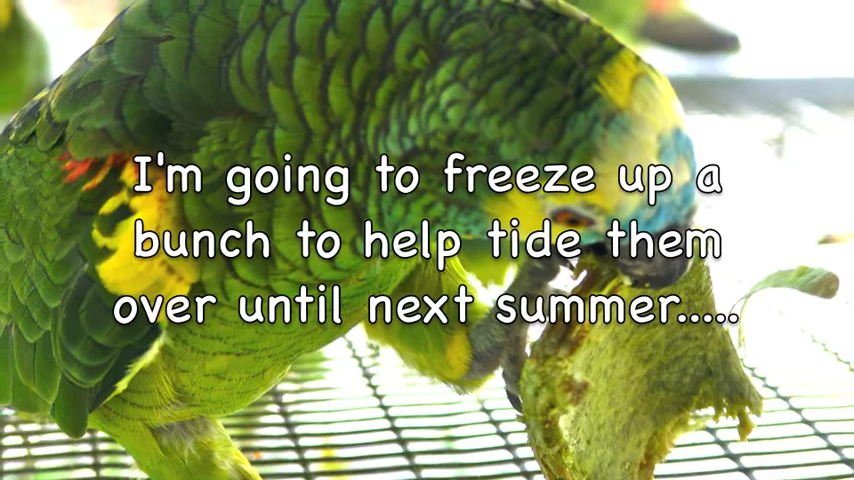 I'm going to freeze up a
bunch to help tide them
over until next summer.....